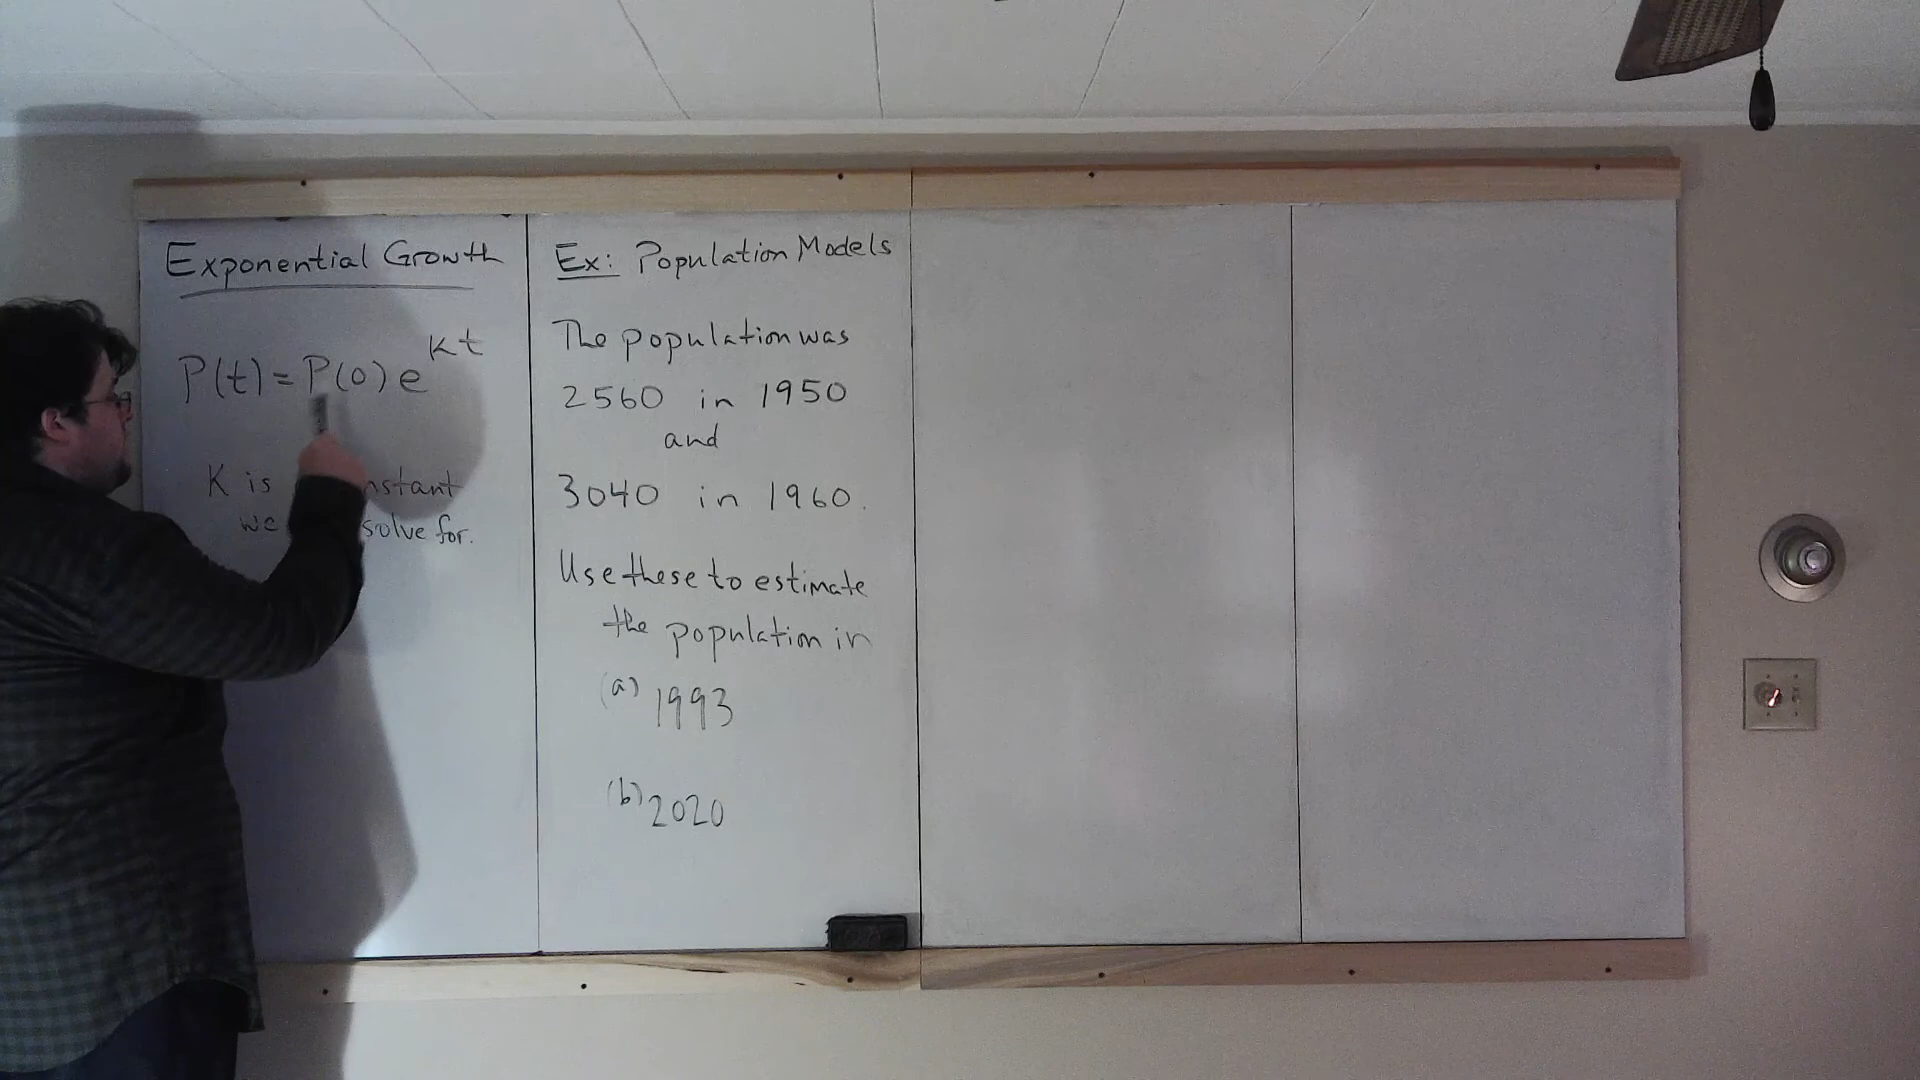 Exponential Growth
P(t) = P(0) e^{Kt}
K is
we solve for.
Ex: Population Models
The population was
2560 in 1950
and
3040 in 1960.
Use these to estimate
the population in
(a) 1993
(b) 2020